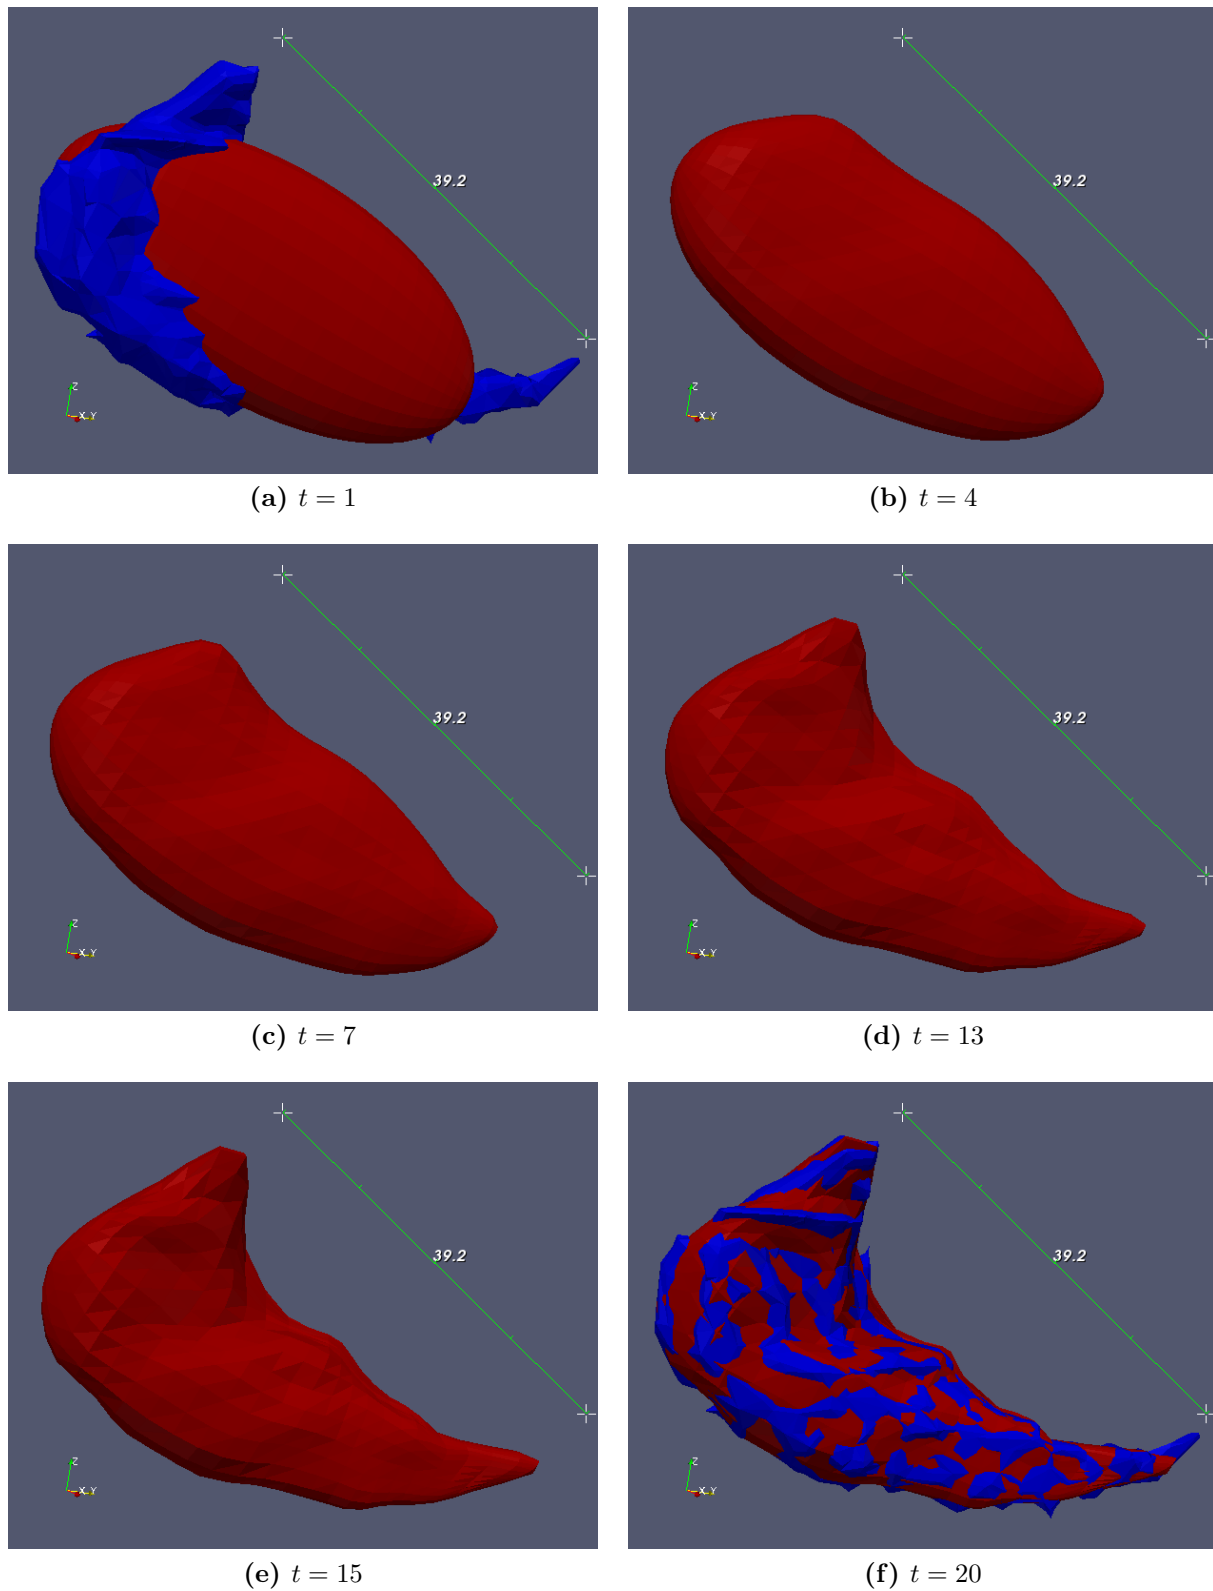 39.2
Z
X Y
39.2
Z
X Y
(a) t = 1
(b) t = 4
39.2
Z
X Y
39.2
Z
X Y
(c) t = 7
(d) t = 13
39.2
Z
X Y
39.2
Z
X Y
(e) t = 15
(f) t = 20